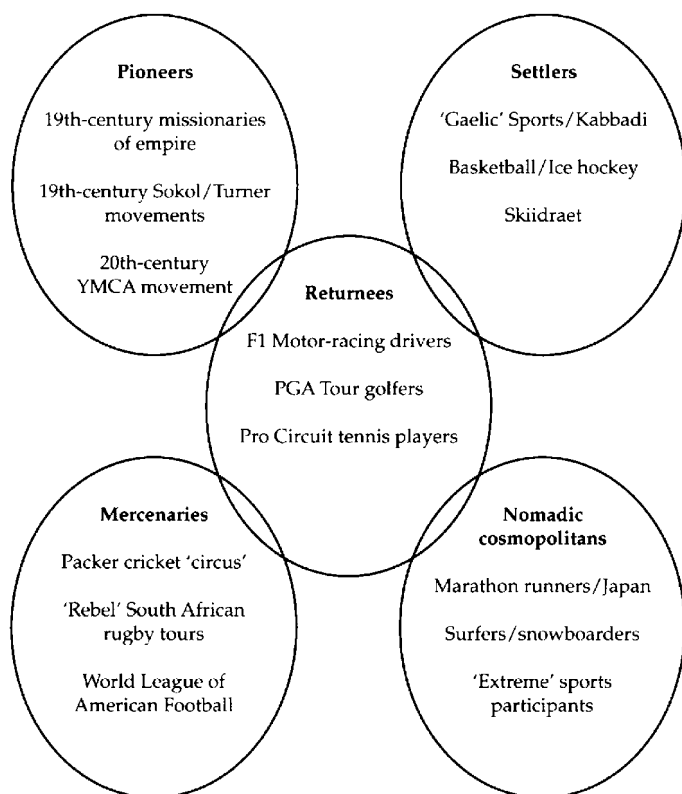 Pioneers
19th-century missionaries
of empire
19th-century Sokol/Turner
movements
20th-century
YMCA movement
Settlers
'Gaelic' Sports/Kabbadi
Basketball/Ice hockey
Skiidraet
Returnees
F1 Motor-racing drivers
PGA Tour golfers
Pro Circuit tennis players
Mercenaries
Packer cricket 'circus'
'Rebel' South African
rugby tours
World League of
American Football
Nomadic
cosmopolitans
Marathon runners/Japan
Surfers/snowboarders
'Extreme' sports
participants